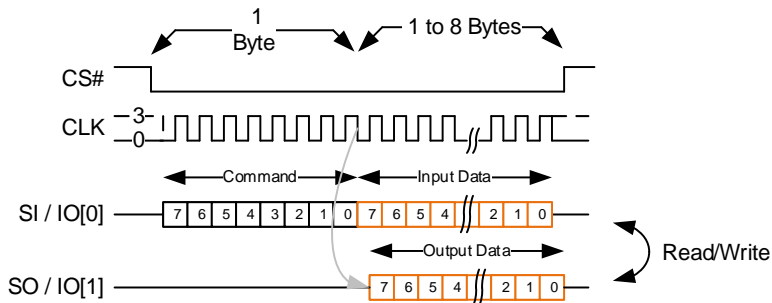 1
Byte
1 to 8 Bytes
CS#
CLK
3
0
Command
Input Data
SI / IO[0]
7 6 5 4 3 2 1 0 7 6 5 4 2 1 0
Output Data
Read/Write
SO / IO[1]
7 6 5 4 2 1 0